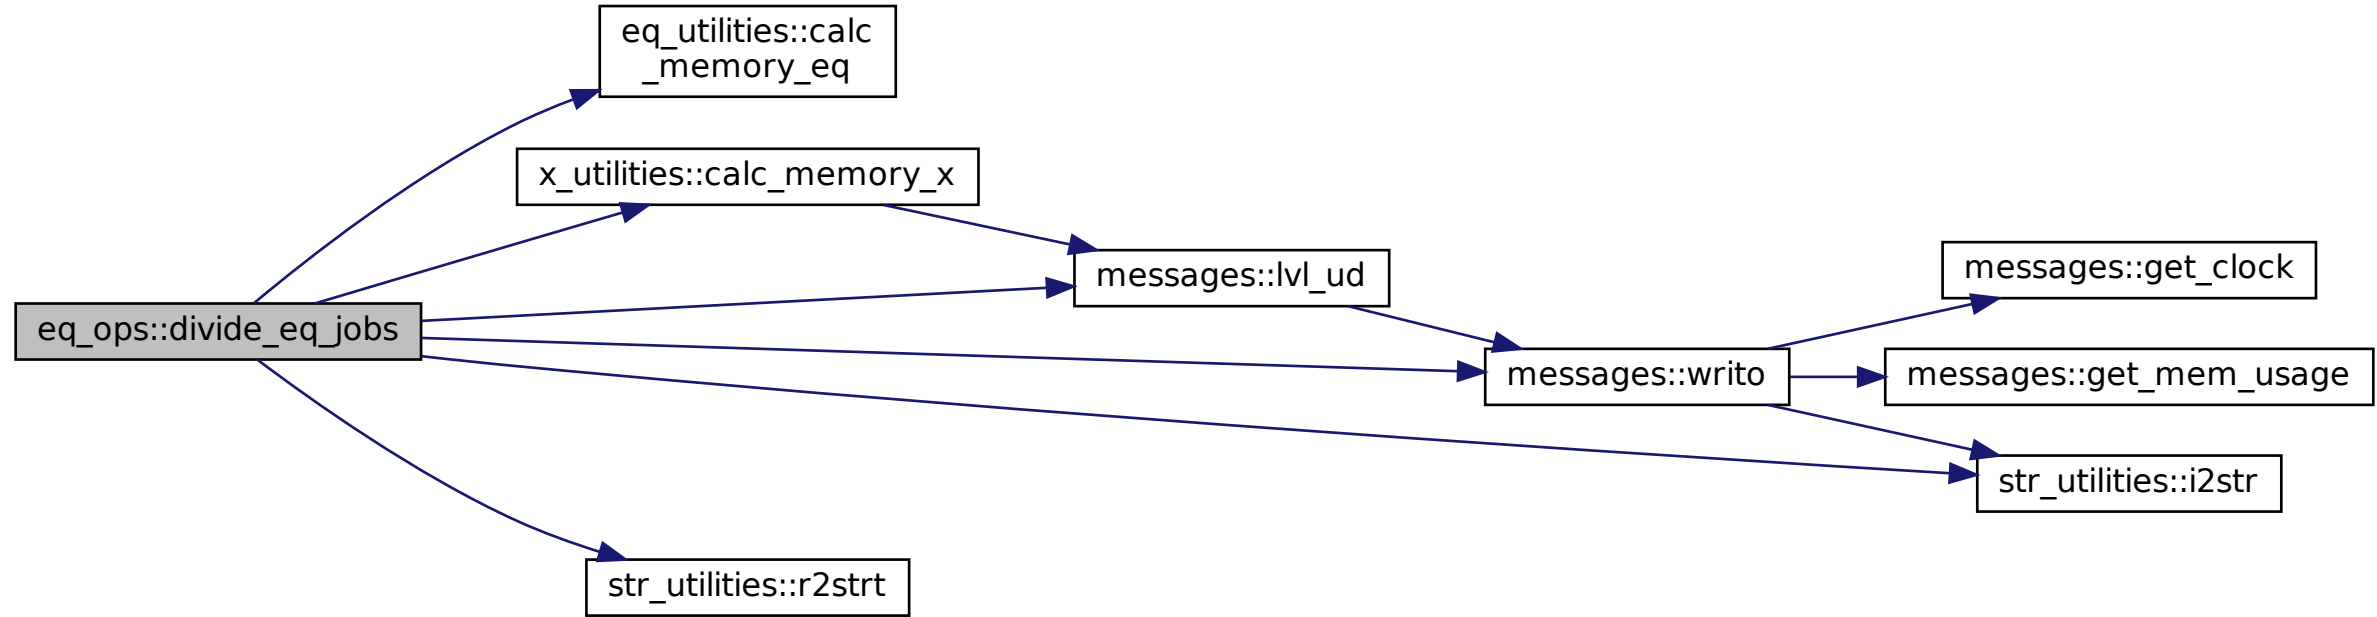 eq_utilities::calc
_memory_eq
x_utilities::calc_memory_x
messages::lvl_ud
messages::get_clock
eq_ops::divide_eq_jobs
messages::writo
messages::get_mem_usage
str_utilities::i2str
str_utilities::r2strt